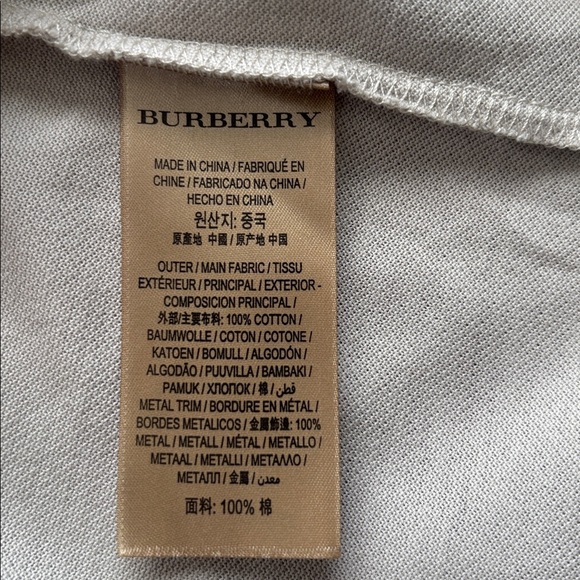 BURBERRY
MADE IN CHINA / FABRIQUÉ EN
CHINE / FABRICADO NA CHINA /
HECHO EN CHINA
원산지: 중국
原產地 中國 / 原产地 中国
OUTER / MAIN FABRIC / TISSU
EXTÉRIEUR / PRINCIPAL / EXTERIOR -
COMPOSICION PRINCIPAL /
外部/主要布料: 100% COTTON /
BAUMWOLLE / COTON / COTONE /
KATOEN / BOMULL / ALGODÓN /
ALGODÃO / PUUVILLA / BAMBAKI /
PAMUK / ХЛОПОК / 棉 / قطن /
METAL TRIM / BORDURE EN MÉTAL /
BORDES METALICOS / 金屬飾邊: 100%
METAL / METALL / MÉTAL / METALLO /
METAAL / METALLI / ΜΕΤΑΛΛΟ /
МЕТАЛЛ / 金屬 / معدن /
面料: 100% 棉